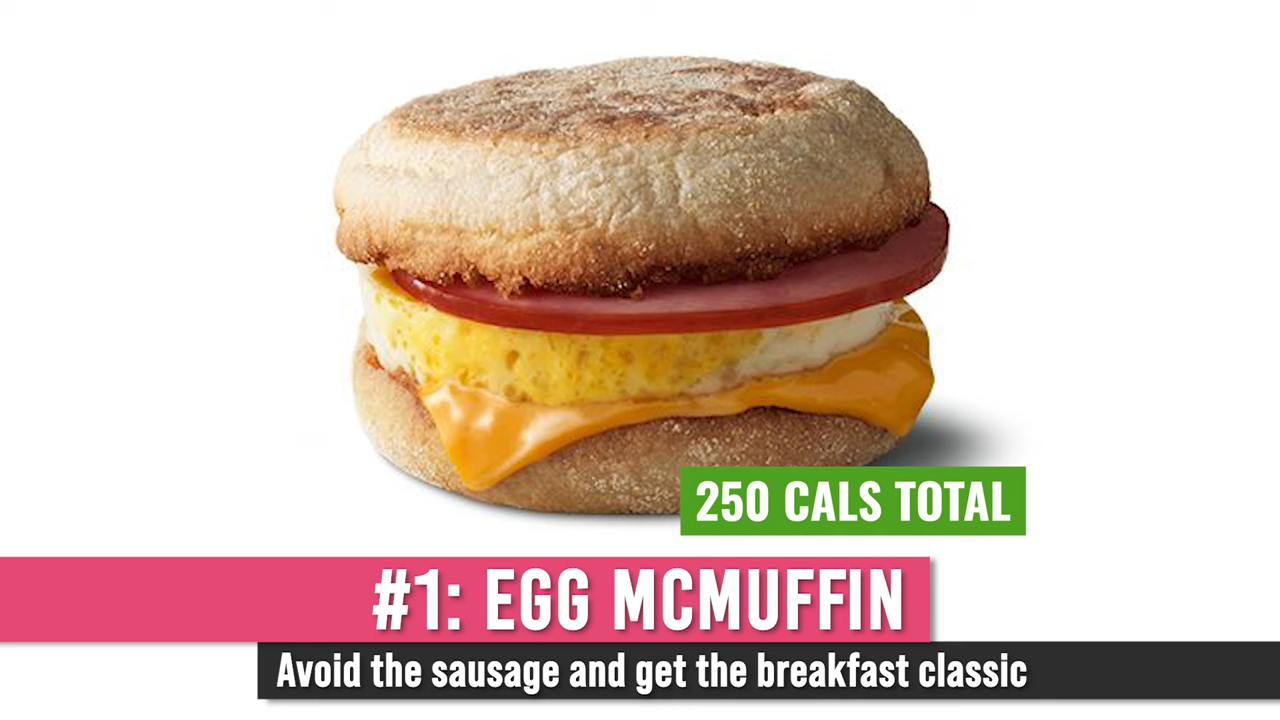 250 CALS TOTAL
#1: EGG MCMUFFIN
Avoid the sausage and get the breakfast classic